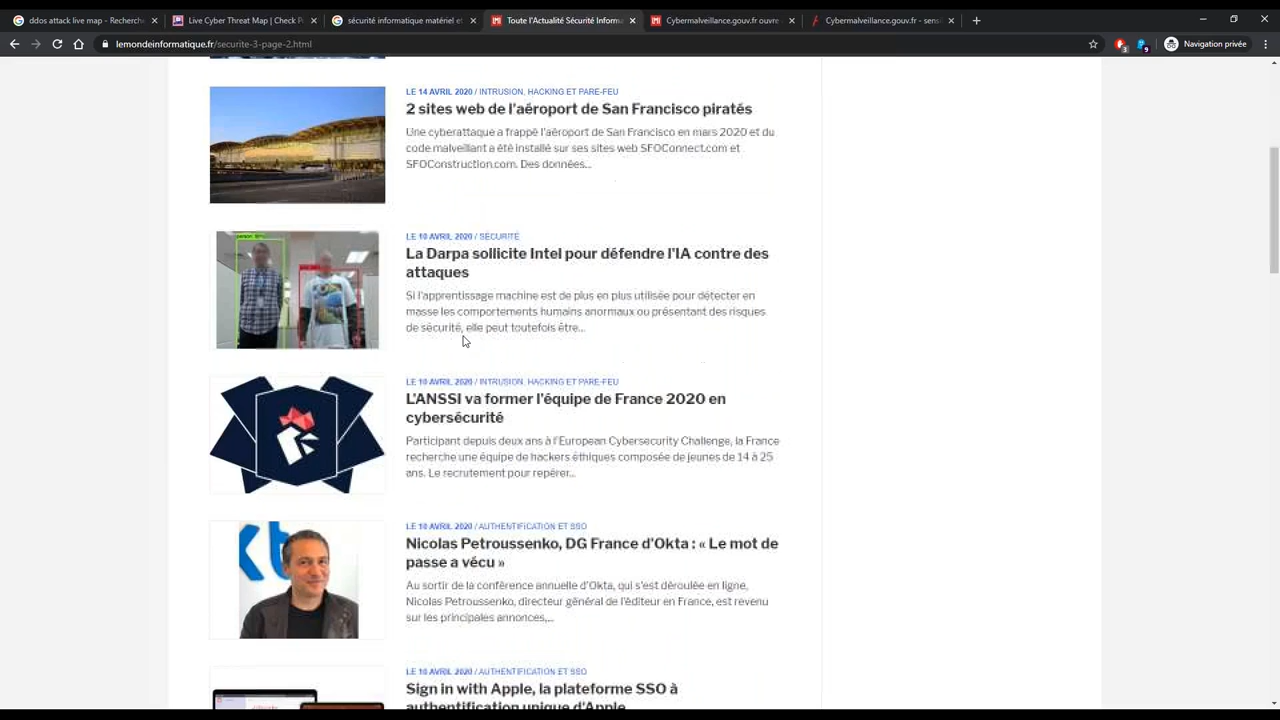 ddos attack live map - Recherche
Live Cyber Threat Map | Check P
sécurité informatique matériel et
Toute l'Actualité Sécurité Inform
Cybermalveillance.gouv.fr ouvre
Cybermalveillance.gouv.fr - sens
lemondeinformatique.fr/securite-3-page-2.html
3
9
Navigation privée
LE 14 AVRIL 2020 / INTRUSION, HACKING ET PARE-FEU
2 sites web de l'aéroport de San Francisco piratés
Une cyberattaque a frappé l'aéroport de San Francisco en mars 2020 et du
code malveillant a été installé sur ses sites web SFOConnect.com et
SFOConstruction.com. Des données...
LE 10 AVRIL 2020 / SÉCURITÉ
La Darpa sollicite Intel pour défendre l'IA contre des
attaques
Si l'apprentissage machine est de plus en plus utilisée pour détecter en
masse les comportements humains anormaux ou présentant des risques
de sécurité, elle peut toutefois être...
LE 10 AVRIL 2020 / INTRUSION, HACKING ET PARE-FEU
L'ANSSI va former l'équipe de France 2020 en
cybersécurité
Participant depuis deux ans à l'European Cybersecurity Challenge, la France
recherche une équipe de hackers éthiques composée de jeunes de 14 à 25
ans. Le recrutement pour repérer...
LE 10 AVRIL 2020 / AUTHENTIFICATION ET SSO
Nicolas Petroussenko, DG France d'Okta : « Le mot de
passe a vécu »
Au sortir de la conférence annuelle d'Okta, qui s'est déroulée en ligne,
Nicolas Petroussenko, directeur général de l'éditeur en France, est revenu
sur les principales annonces,...
LE 10 AVRIL 2020 / AUTHENTIFICATION ET SSO
Sign in with Apple, la plateforme SSO à
authentification unique d'Apple